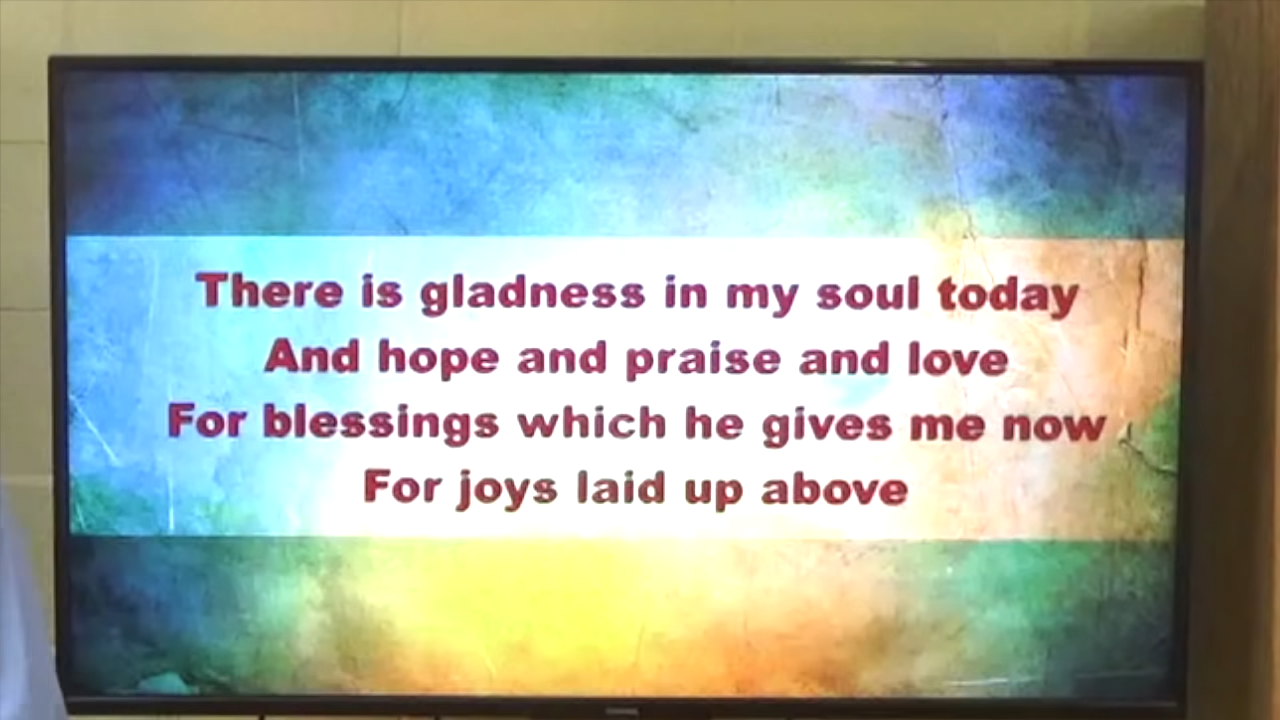 There is gladness in my soul today
And hope and praise and love
For blessings which he gives me now
For joys laid up above